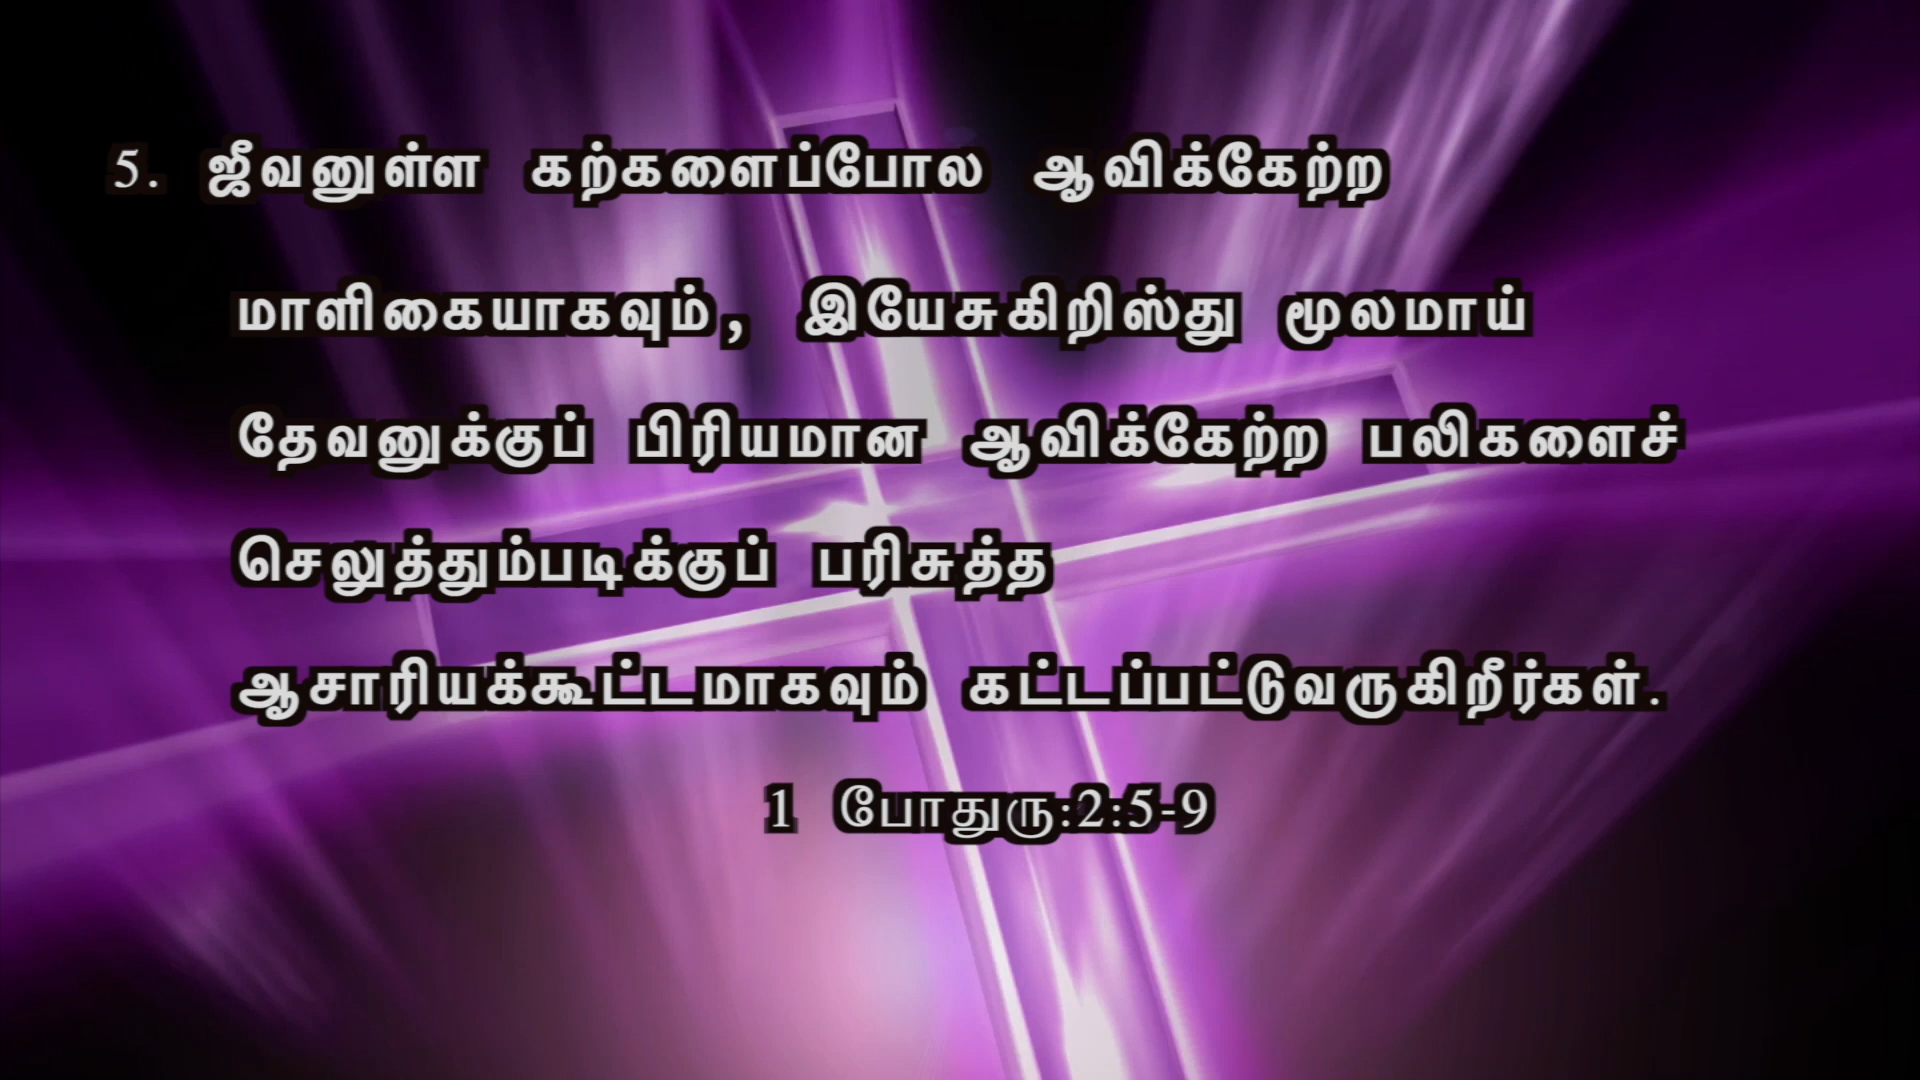 5. ஜீவனுள்ள கற்களைப்போல ஆவிக்கேற்ற
மாளிகையாகவும், இயேசுகிறிஸ்து மூலமாய்
தேவனுக்குப் பிரியமான ஆவிக்கேற்ற பலிகளைச்
செலுத்தும்படிக்குப் பரிசுத்த
ஆசாரியக்கூட்டமாகவும் கட்டப்பட்டுவருகிறீர்கள்.
1 போதுரு:2:5-9